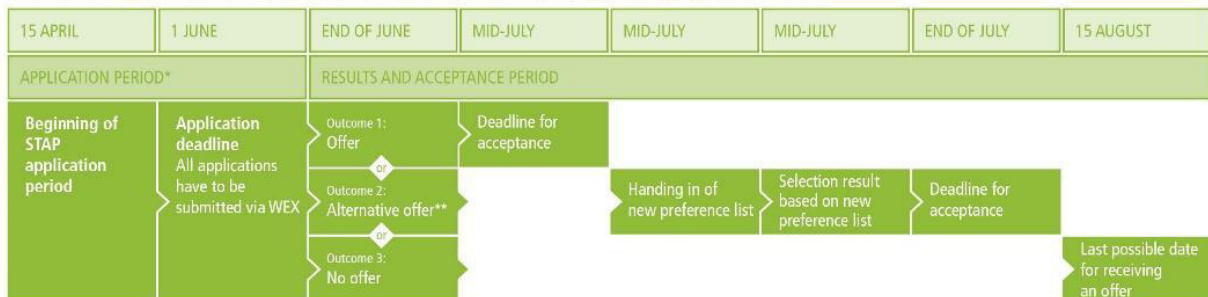 15 APRIL
1 JUNE
END OF JUNE
MID-JULY
MID-JULY
MID-JULY
END OF JULY
15 AUGUST
APPLICATION PERIOD*
RESULTS AND ACCEPTANCE PERIOD
Beginning of
STAP
application
period
Application
deadline
All applications
have to be
submitted via WEX
Outcome 1:
Offer
or
Outcome 2:
Alternative offer**
or
Outcome 3:
No offer
Deadline for
acceptance
Handing in of
new preference list
Selection result
based on new
preference list
Deadline for
acceptance
Last possible date
for receiving
an offer